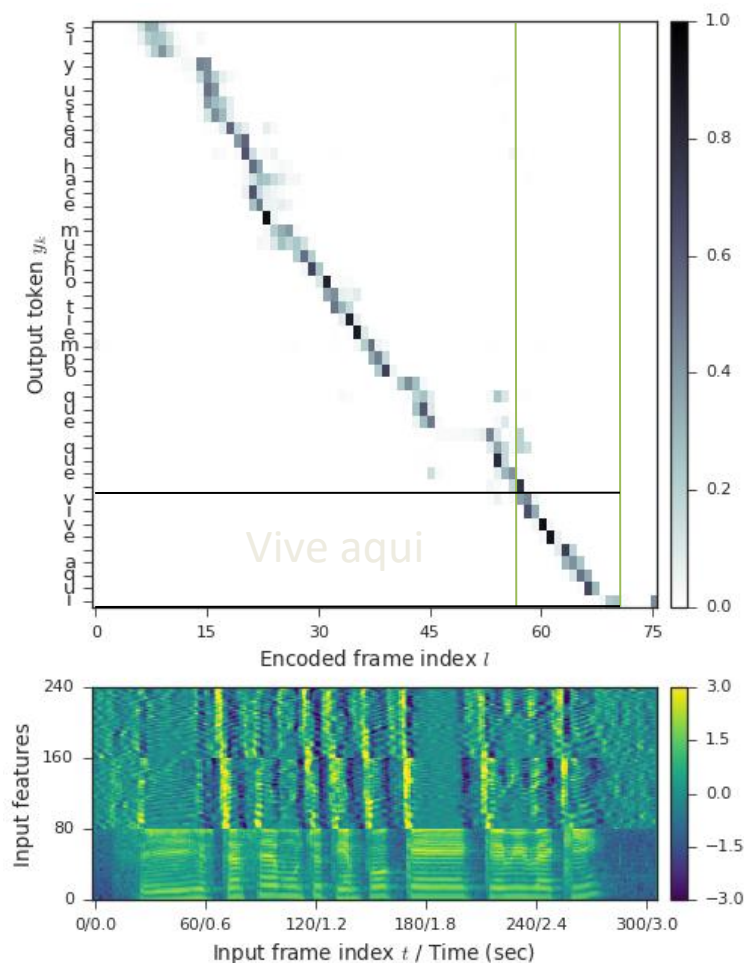 s
i
y
u
s
t
e
d
h
a
c
e
m
u
c
h
o
t
i
e
m
p
o
q
u
e
q
u
e
v
i
v
e
a
q
u
i
Output token yₖ
Vive aqui
1.0
0.8
0.6
0.4
0.2
0.0
0 15 30 45 60 75
Encoded frame index l
240
160
80
0
Input features
3.0
1.5
0.0
−1.5
−3.0
0/0.0 60/0.6 120/1.2 180/1.8 240/2.4 300/3.0
Input frame index t / Time (sec)